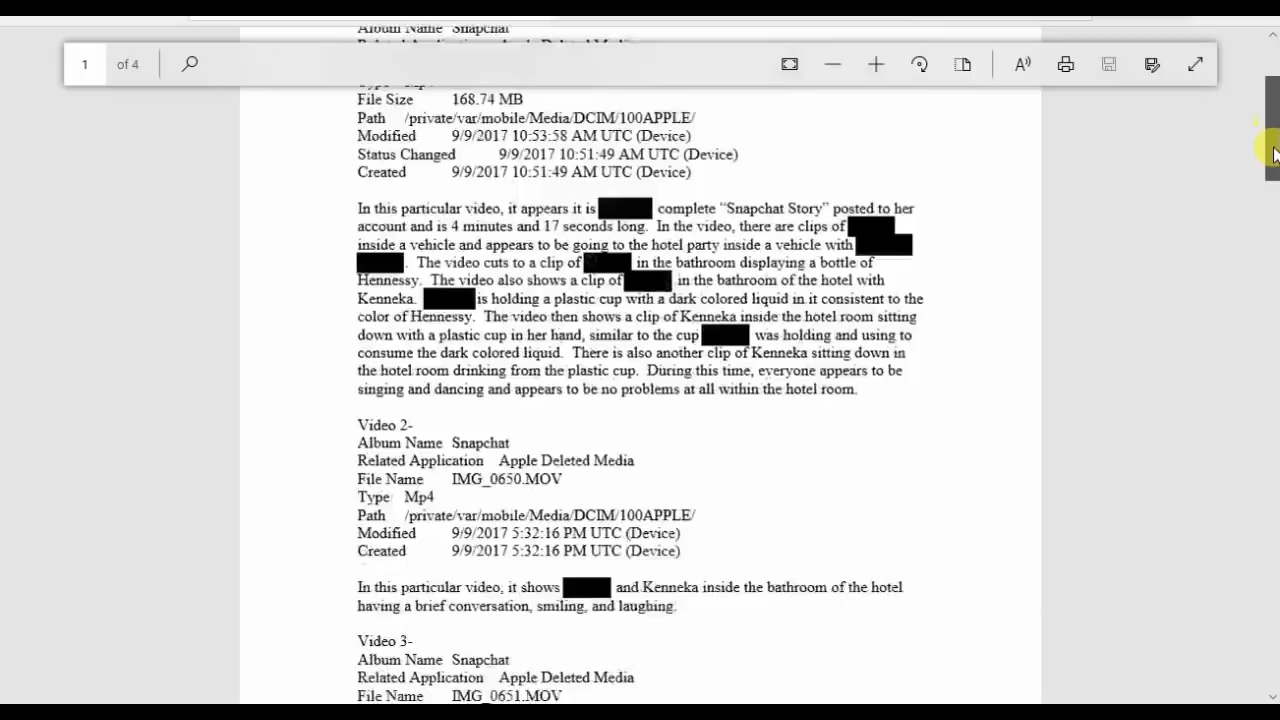 Album Name Snapchat
1 of 4
File Size 168.74 MB
Path /private/var/mobile/Media/DCIM/100APPLE/
Modified 9/9/2017 10:53:58 AM UTC (Device)
Status Changed 9/9/2017 10:51:49 AM UTC (Device)
Created 9/9/2017 10:51:49 AM UTC (Device)
In this particular video, it appears it is complete “Snapchat Story” posted to her
account and is 4 minutes and 17 seconds long. In the video, there are clips of
inside a vehicle and appears to be going to the hotel party inside a vehicle with
. The video cuts to a clip of in the bathroom displaying a bottle of
Hennessy. The video also shows a clip of in the bathroom of the hotel with
Kenneka. is holding a plastic cup with a dark colored liquid in it consistent to the
color of Hennessy. The video then shows a clip of Kenneka inside the hotel room sitting
down with a plastic cup in her hand, similar to the cup was holding and using to
consume the dark colored liquid. There is also another clip of Kenneka sitting down in
the hotel room drinking from the plastic cup. During this time, everyone appears to be
singing and dancing and appears to be no problems at all within the hotel room.
Video 2-
Album Name Snapchat
Related Application Apple Deleted Media
File Name IMG_0650.MOV
Type Mp4
Path /private/var/mobile/Media/DCIM/100APPLE/
Modified 9/9/2017 5:32:16 PM UTC (Device)
Created 9/9/2017 5:32:16 PM UTC (Device)
In this particular video, it shows and Kenneka inside the bathroom of the hotel
having a brief conversation, smiling, and laughing.
Video 3-
Album Name Snapchat
Related Application Apple Deleted Media
File Name IMG_0651.MOV